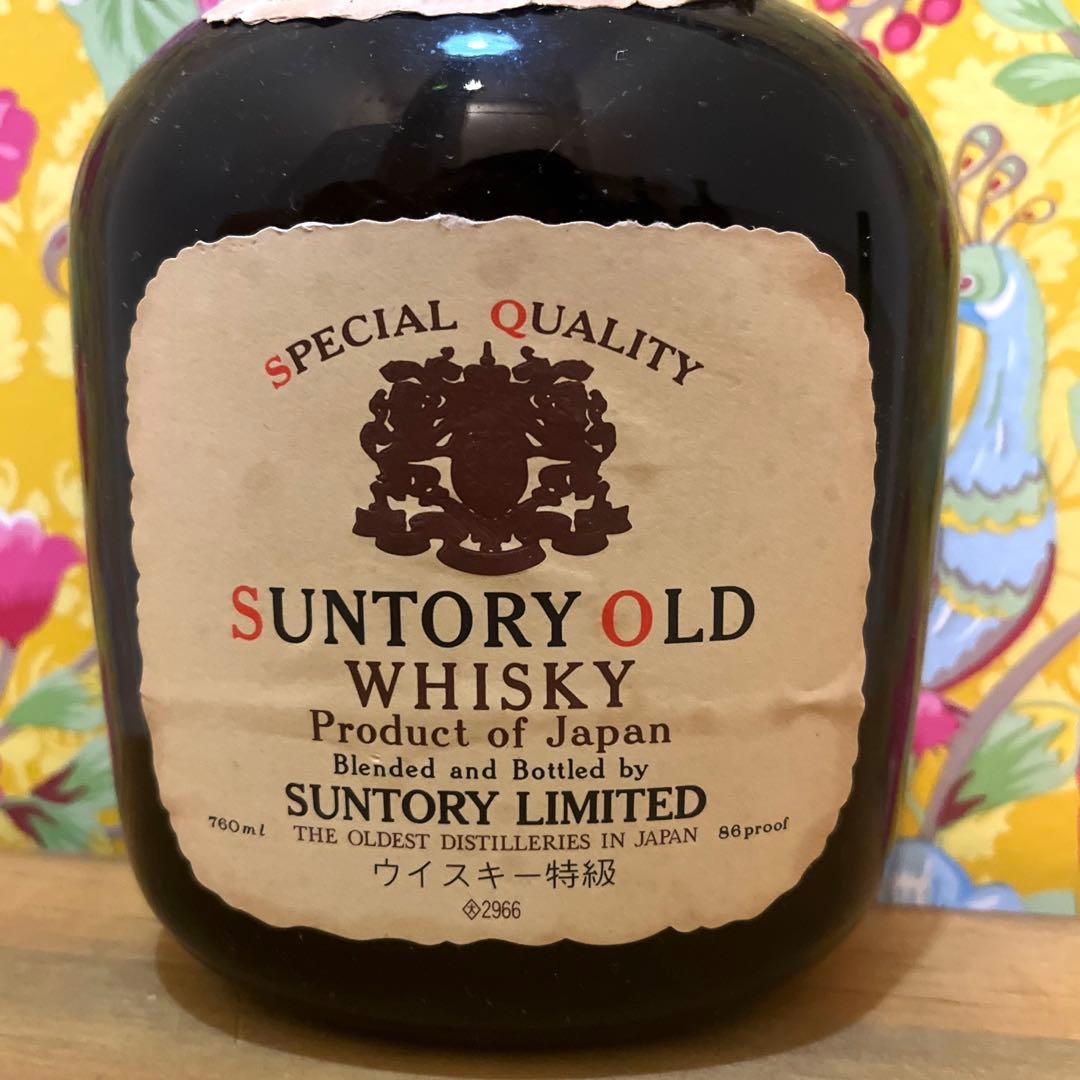 SPECIAL QUALITY
SUNTORY OLD
WHISKY
Product of Japan
Blended and Bottled by
SUNTORY LIMITED
760ml THE OLDEST DISTILLERIES IN JAPAN 86proof
ウイスキー特級
2966